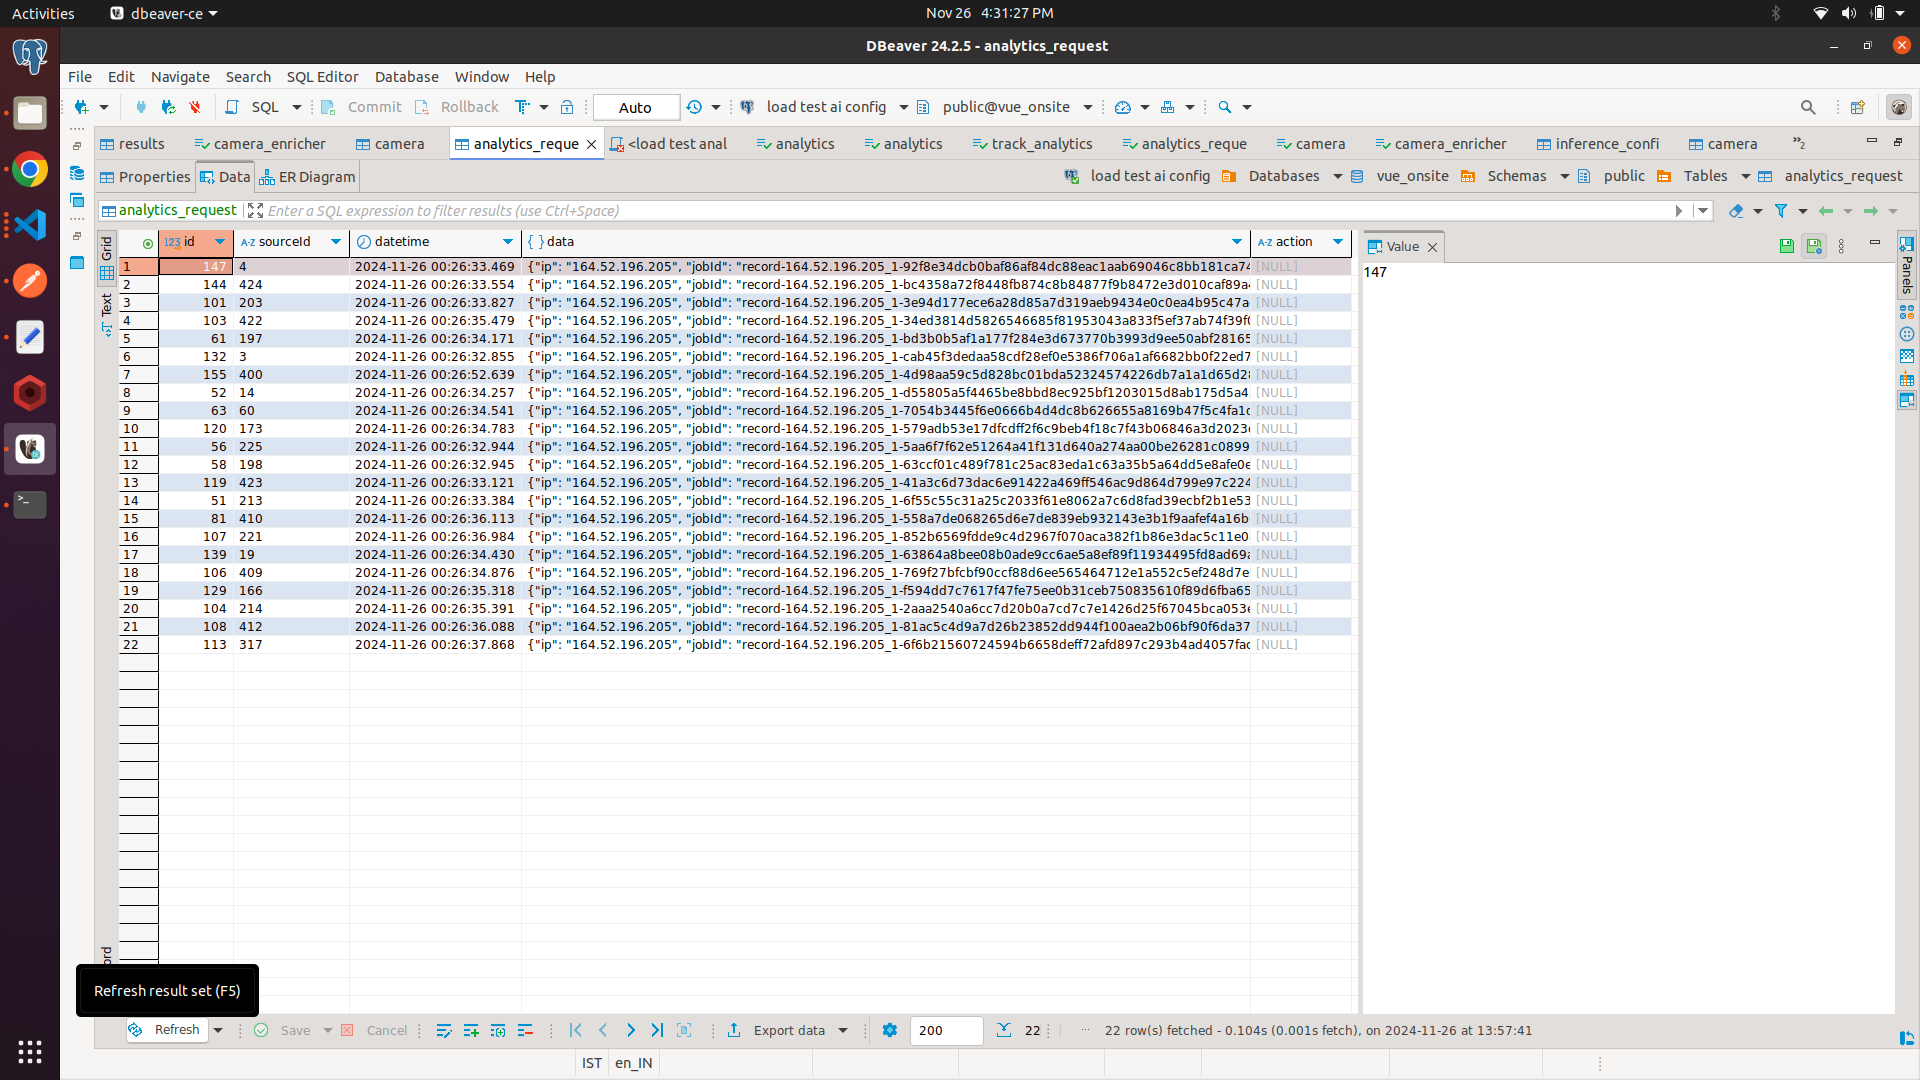 Activities dbeaver-ce Nov 26 4:31:27 PM
DBeaver 24.2.5 - analytics_request
File Edit Navigate Search SQL Editor Database Window Help
SQL Commit Rollback Auto load test ai config public@vue_onsite
results camera_enricher camera analytics_reque <load test anal analytics analytics track_analytics analytics_reque camera camera_enricher inference_confi camera »2
Properties Data ER Diagram load test ai config Databases vue_onsite Schemas public Tables analytics_request
analytics_request Enter a SQL expression to filter results (use Ctrl+Space)
Grid Text
123 id A-Z sourceId datetime {} data A-Z action
1 147 4 2024-11-26 00:26:33.469 {"ip": "164.52.196.205", "jobId": "record-164.52.196.205_1-92f8e34dcb0baf86af84dc88eac1aab69046c8bb181ca74 [NULL]
2 144 424 2024-11-26 00:26:33.554 {"ip": "164.52.196.205", "jobId": "record-164.52.196.205_1-bc4358a72f8448fb874c8b84877f9b8472e3d010caf89a4 [NULL]
3 101 203 2024-11-26 00:26:33.827 {"ip": "164.52.196.205", "jobId": "record-164.52.196.205_1-3e94d177ece6a28d85a7d319aeb9434e0c0ea4b95c47a [NULL]
4 103 422 2024-11-26 00:26:35.479 {"ip": "164.52.196.205", "jobId": "record-164.52.196.205_1-34ed3814d5826546685f81953043a833f5ef37ab74f39f0 [NULL]
5 61 197 2024-11-26 00:26:34.171 {"ip": "164.52.196.205", "jobId": "record-164.52.196.205_1-bd3b0b5af1a177f284e3d673770b3993d9ee50abf28165 [NULL]
6 132 3 2024-11-26 00:26:32.855 {"ip": "164.52.196.205", "jobId": "record-164.52.196.205_1-cab45f3dedaa58cdf28ef0e5386f706a1af6682bb0f22ed7 [NULL]
7 155 400 2024-11-26 00:26:52.639 {"ip": "164.52.196.205", "jobId": "record-164.52.196.205_1-4d98aa59c5d828bc01bda52324574226db7a1a1d65d28 [NULL]
8 52 14 2024-11-26 00:26:34.257 {"ip": "164.52.196.205", "jobId": "record-164.52.196.205_1-d55805a5f4465be8bbd8ec925bf1203015d8ab175d5a4 [NULL]
9 63 60 2024-11-26 00:26:34.541 {"ip": "164.52.196.205", "jobId": "record-164.52.196.205_1-7054b3445f6e0666b4d4dc8b626655a8169b47f5c4fa1c [NULL]
10 120 173 2024-11-26 00:26:34.783 {"ip": "164.52.196.205", "jobId": "record-164.52.196.205_1-579adb53e17dfcdff2f6c9beb4f18c7f43b06846a3d2023 [NULL]
11 56 225 2024-11-26 00:26:32.944 {"ip": "164.52.196.205", "jobId": "record-164.52.196.205_1-5aa6f7f62e51264a41f131d640a274aa00be26281c0899 [NULL]
12 58 198 2024-11-26 00:26:32.945 {"ip": "164.52.196.205", "jobId": "record-164.52.196.205_1-63ccf01c489f781c25ac83eda1c63a35b5a64dd5e8afe0e [NULL]
13 119 423 2024-11-26 00:26:33.121 {"ip": "164.52.196.205", "jobId": "record-164.52.196.205_1-41a3c6d73dac6e91422a469ff546ac9d864d799e97c224 [NULL]
14 51 213 2024-11-26 00:26:33.384 {"ip": "164.52.196.205", "jobId": "record-164.52.196.205_1-6f55c55c31a25c2033f61e8062a7c6d8fad39ecbf2b1e53 [NULL]
15 81 410 2024-11-26 00:26:36.113 {"ip": "164.52.196.205", "jobId": "record-164.52.196.205_1-558a7de068265d6e7de839eb932143e3b1f9aafef4a16b [NULL]
16 107 221 2024-11-26 00:26:36.984 {"ip": "164.52.196.205", "jobId": "record-164.52.196.205_1-852b6569fdde9c4d2967f070aca382f1b86e3dac5c11e0 [NULL]
17 139 19 2024-11-26 00:26:34.430 {"ip": "164.52.196.205", "jobId": "record-164.52.196.205_1-63864a8bee08b0ade9cc6ae5a8ef89f11934495fd8ad69a [NULL]
18 106 409 2024-11-26 00:26:34.876 {"ip": "164.52.196.205", "jobId": "record-164.52.196.205_1-769f27bfcbf90ccf88d6ee565464712e1a552c5ef248d7e [NULL]
19 129 166 2024-11-26 00:26:35.318 {"ip": "164.52.196.205", "jobId": "record-164.52.196.205_1-f594dd7c7617f47fe75ee0b31ceb750835610f89d6fba65 [NULL]
20 104 214 2024-11-26 00:26:35.391 {"ip": "164.52.196.205", "jobId": "record-164.52.196.205_1-2aaa2540a6cc7d20b0a7cd7c7e1426d25f67045bca053e [NULL]
21 108 412 2024-11-26 00:26:36.088 {"ip": "164.52.196.205", "jobId": "record-164.52.196.205_1-81ac5c4d9a7d26b23852dd944f100aea2b06bf90f6da37 [NULL]
22 113 317 2024-11-26 00:26:37.868 {"ip": "164.52.196.205", "jobId": "record-164.52.196.205_1-6f6b21560724594b6658deff72afd897c293b4ad4057fac [NULL]
Value
147
Panels
Refresh result set (F5)
Refresh Save Cancel Export data 200 22 ... 22 row(s) fetched - 0.104s (0.001s fetch), on 2024-11-26 at 13:57:41
IST en_IN